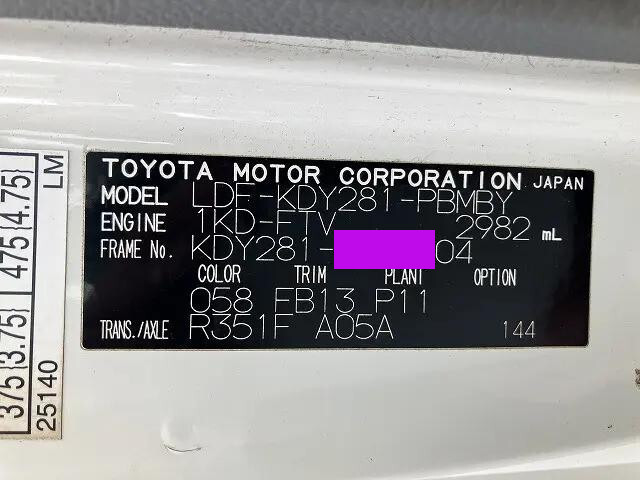 TOYOTA MOTOR CORPORATION JAPAN
MODEL LDF-KDY281-PBMBY
ENGINE 1KD-FTV 2982 mL
FRAME No. KDY281- 04
COLOR TRIM PLANT OPTION
058 FB13 P11
TRANS./AXLE R351F A05A 144
375(3.75) 475(4.75)
25140 LM